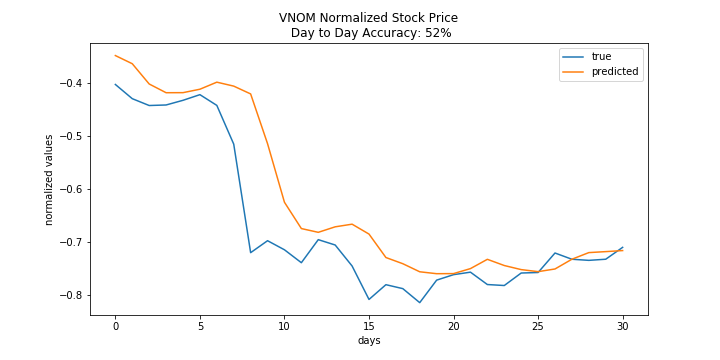 VNOM Normalized Stock Price
Day to Day Accuracy: 52%
true
predicted
normalized values
−0.4
−0.5
−0.6
−0.7
−0.8
0
5
10
15
20
25
30
days